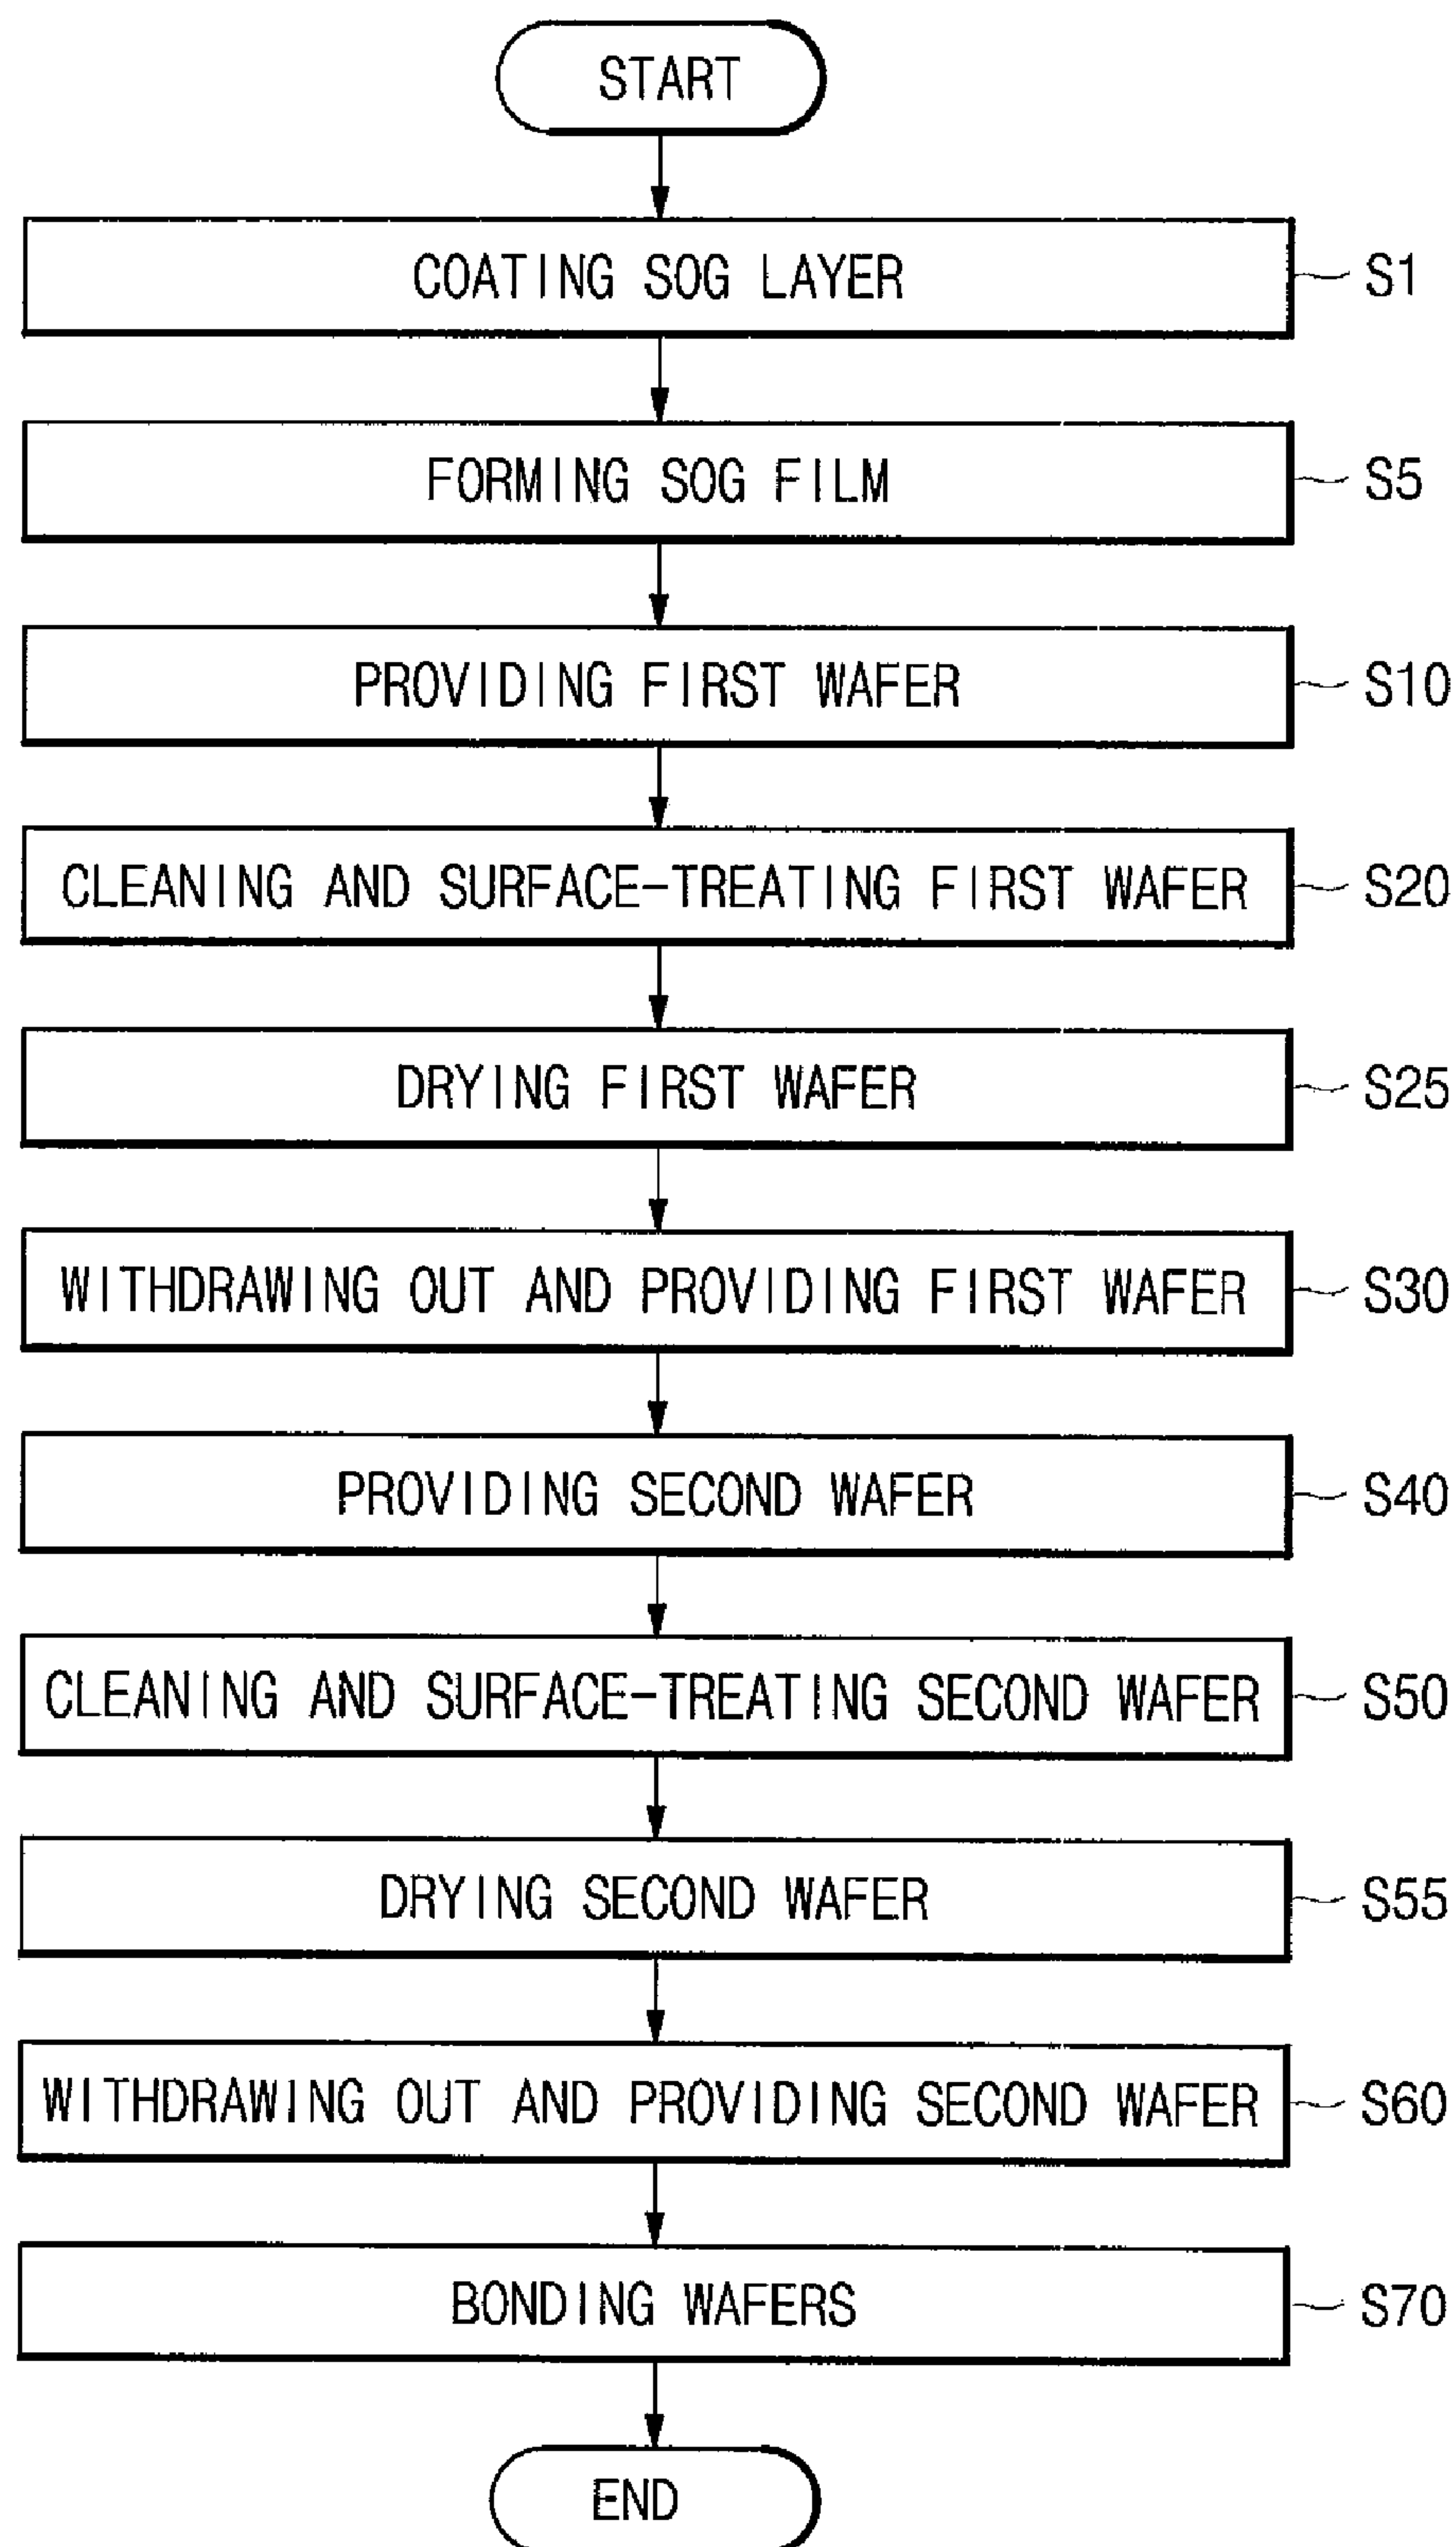 START
COATING SOG LAYER
S1
FORMING SOG FILM
S5
PROVIDING FIRST WAFER
S10
CLEANING AND SURFACE-TREATING FIRST WAFER
S20
DRYING FIRST WAFER
S25
WITHDRAWING OUT AND PROVIDING FIRST WAFER
S30
PROVIDING SECOND WAFER
S40
CLEANING AND SURFACE-TREATING SECOND WAFER
S50
DRYING SECOND WAFER
S55
WITHDRAWING OUT AND PROVIDING SECOND WAFER
S60
BONDING WAFERS
S70
END